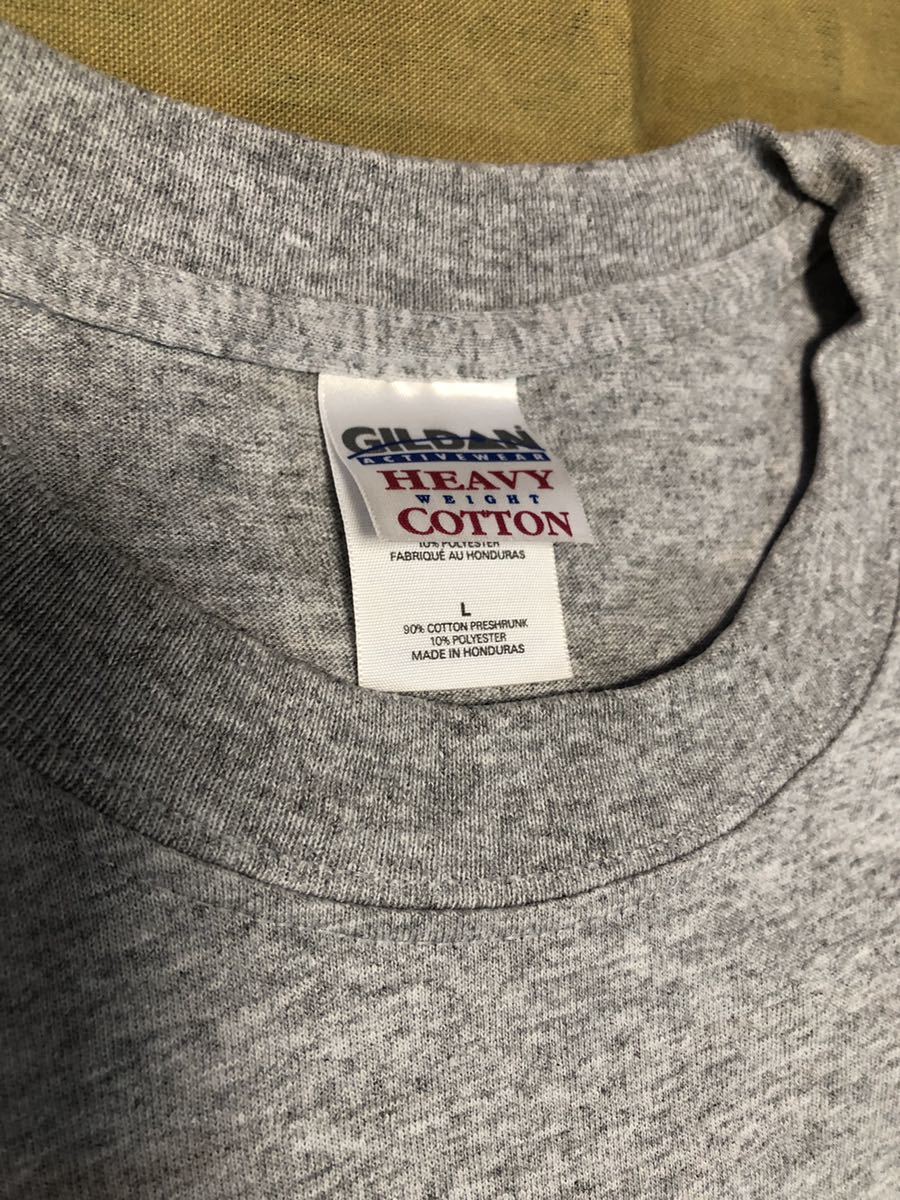 GILDAN
ACTIVEWEAR
HEAVY
WEIGHT
COTTON
10% POLYESTER
FABRIQUÉ AU HONDURAS
L
90% COTTON PRESHRUNK
10% POLYESTER
MADE IN HONDURAS